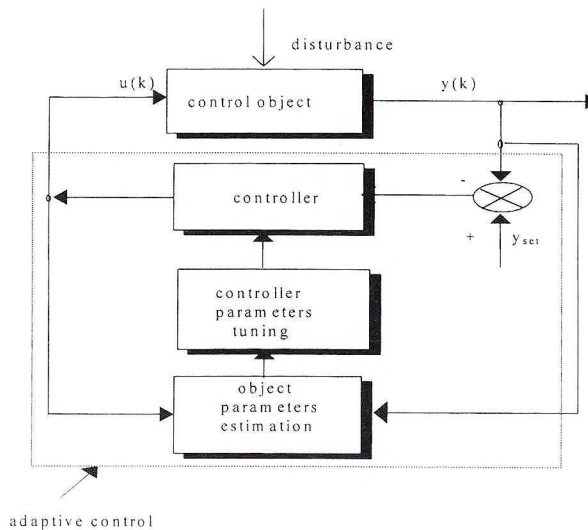 disturbance
u(k)
y(k)
control object
-
controller
+
y set
controller
parameters
tuning
object
parameters
estimation
adaptive control